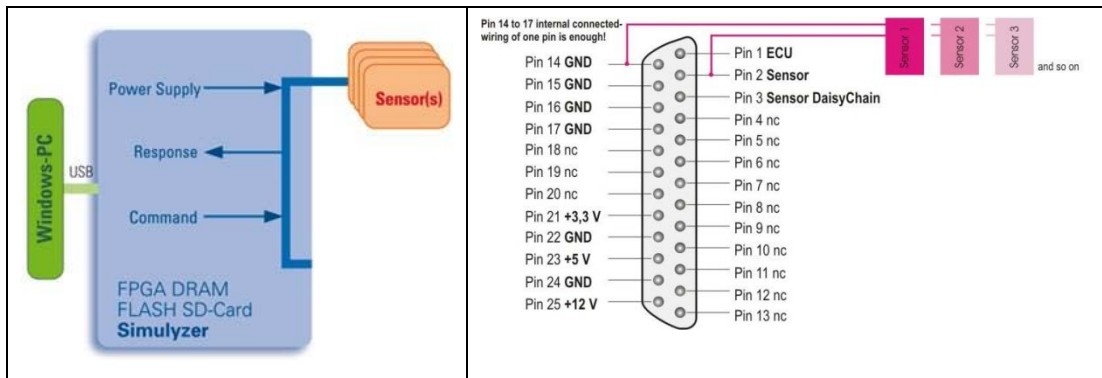 Windows-PC
USB
Power Supply
Response
Command
Sensor(s)
FPGA DRAM
FLASH SD-Card
Simulyzer
Pin 14 to 17 internal connected-
wiring of one pin is enough!
Pin 14 GND
Pin 15 GND
Pin 16 GND
Pin 17 GND
Pin 18 nc
Pin 19 nc
Pin 20 nc
Pin 21 +3,3 V
Pin 22 GND
Pin 23 +5 V
Pin 24 GND
Pin 25 +12 V
Pin 1 ECU
Pin 2 Sensor
Pin 3 Sensor DaisyChain
Pin 4 nc
Pin 5 nc
Pin 6 nc
Pin 7 nc
Pin 8 nc
Pin 9 nc
Pin 10 nc
Pin 11 nc
Pin 12 nc
Pin 13 nc
Sensor 1
Sensor 2
Sensor 3
and so on